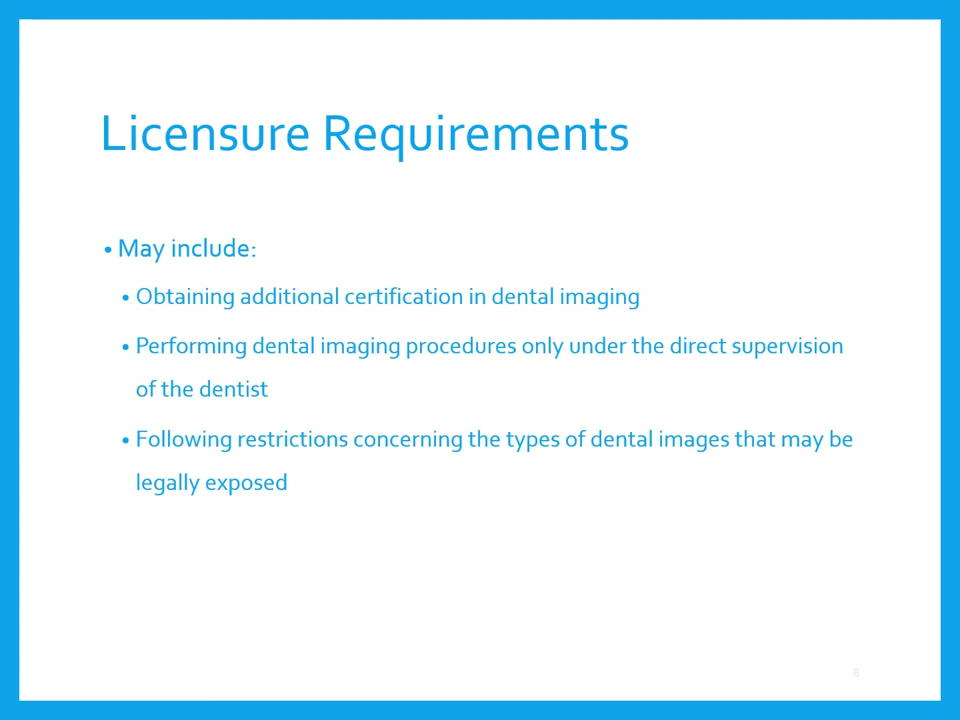 Licensure Requirements
• May include:
• Obtaining additional certification in dental imaging
• Performing dental imaging procedures only under the direct supervision
of the dentist
• Following restrictions concerning the types of dental images that may be
legally exposed
8